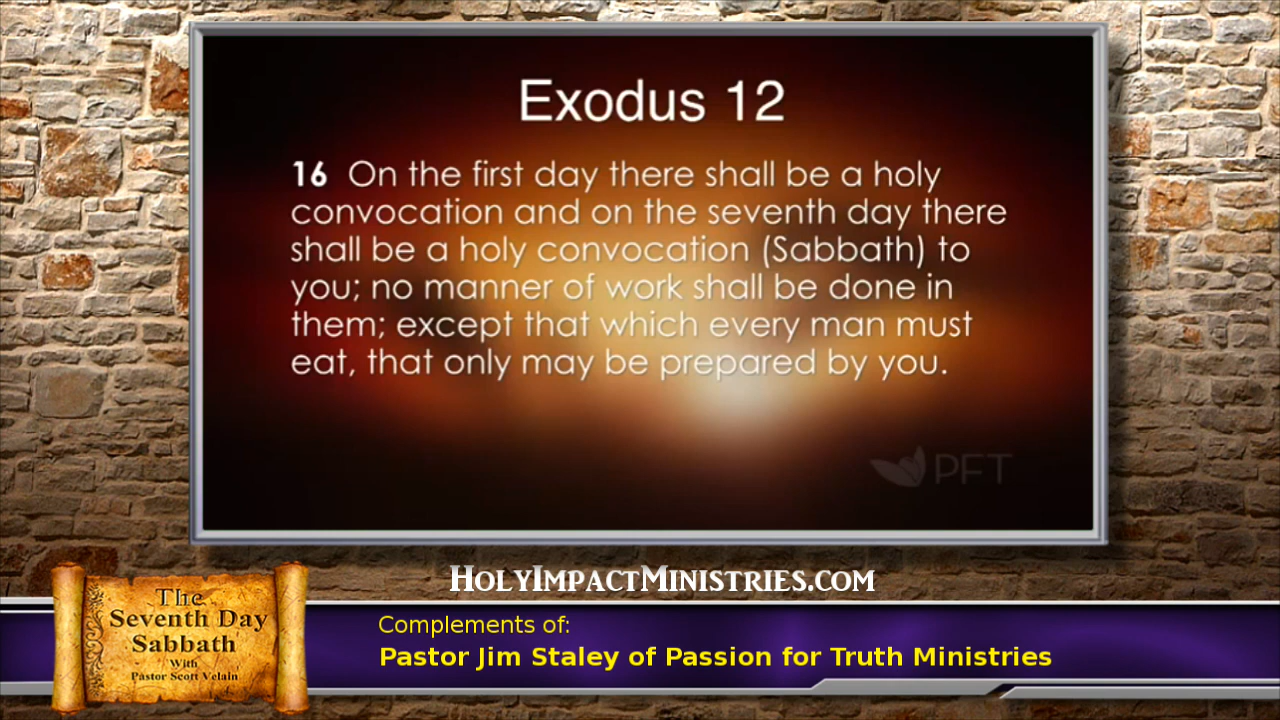 Exodus 12
16 On the first day there shall be a holy
convocation and on the seventh day there
shall be a holy convocation (Sabbath) to
you; no manner of work shall be done in
them; except that which every man must
eat, that only may be prepared by you.
PFT
HolyImpactMinistries.com
The
Seventh Day
Sabbath
With
Pastor Scott Velain
Complements of:
Pastor Jim Staley of Passion for Truth Ministries